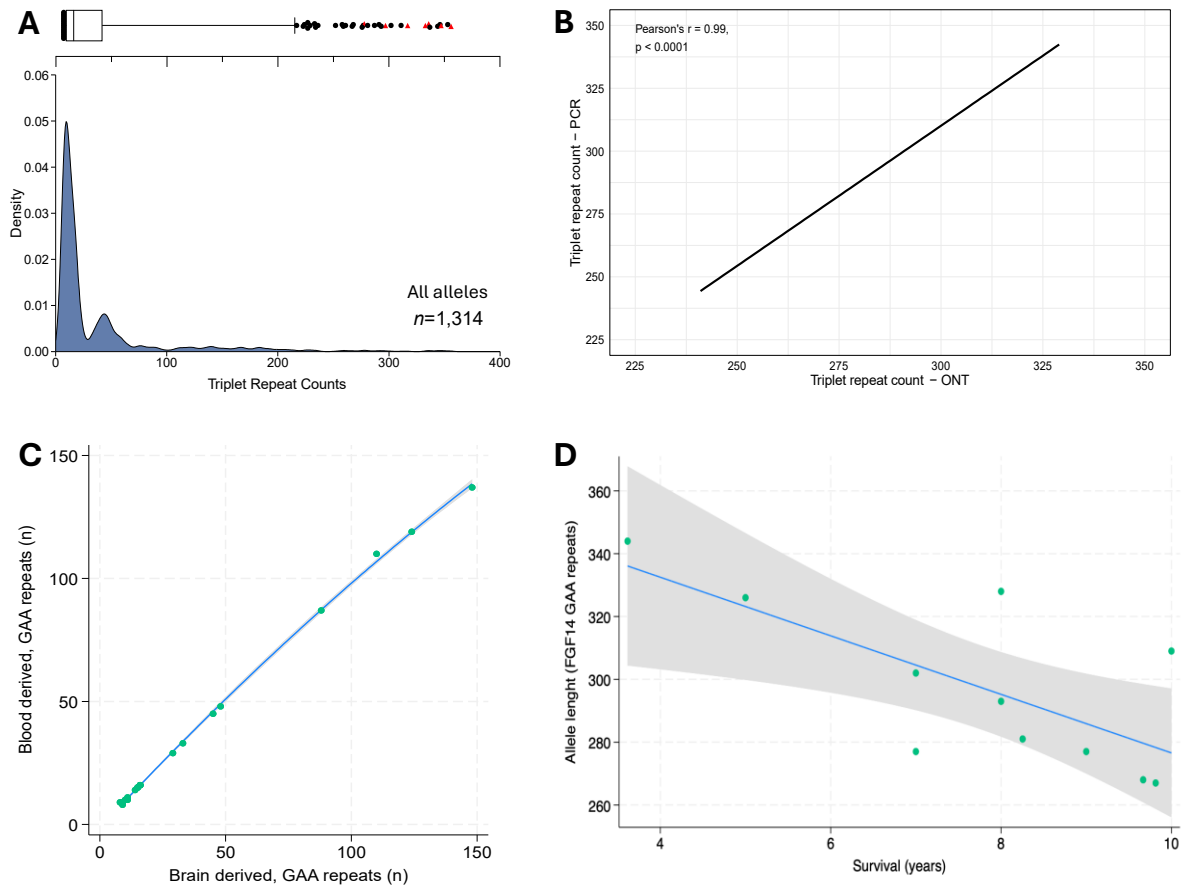 A
0.06
0.05
0.04
0.03
0.02
0.01
0.00
Density
0 100 200 300 400
Triplet Repeat Counts
All alleles
n=1,314
B
Pearson's r = 0.99,
p < 0.0001
350
325
300
275
250
225
Triplet repeat count − PCR
225 250 275 300 325 350
Triplet repeat count − ONT
C
150
100
50
0
Blood derived, GAA repeats (n)
0 50 100 150
Brain derived, GAA repeats (n)
D
360
340
320
300
280
260
Allele lenght (FGF14 GAA repeats)
4 6 8 10
Survival (years)